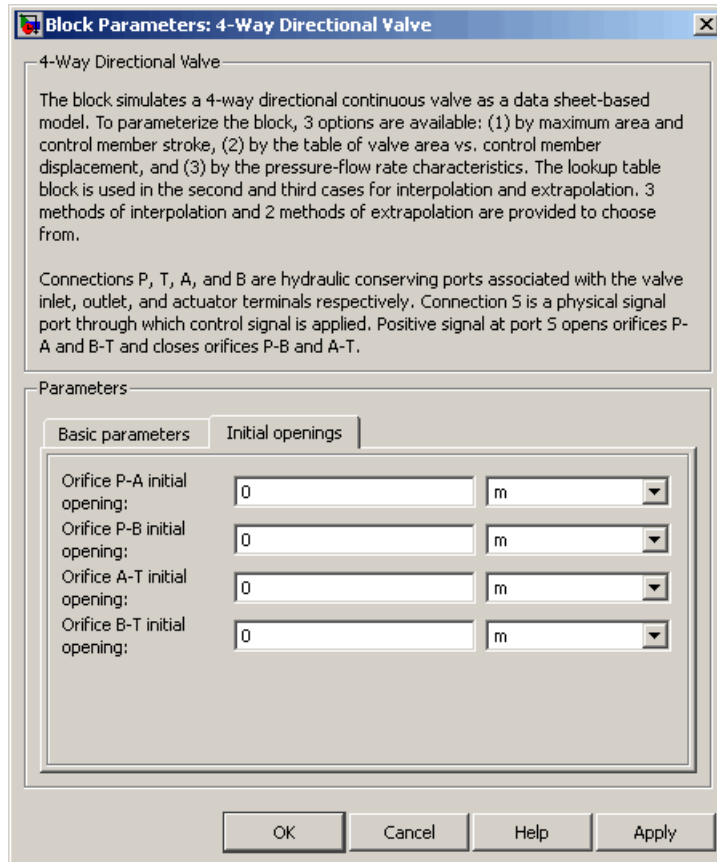 Block Parameters: 4-Way Directional Valve
4-Way Directional Valve
The block simulates a 4-way directional continuous valve as a data sheet-based
model. To parameterize the block, 3 options are available: (1) by maximum area and
control member stroke, (2) by the table of valve area vs. control member
displacement, and (3) by the pressure-flow rate characteristics. The lookup table
block is used in the second and third cases for interpolation and extrapolation. 3
methods of interpolation and 2 methods of extrapolation are provided to choose
from.
Connections P, T, A, and B are hydraulic conserving ports associated with the valve
inlet, outlet, and actuator terminals respectively. Connection S is a physical signal
port through which control signal is applied. Positive signal at port S opens orifices P-
A and B-T and closes orifices P-B and A-T.
Parameters
Basic parameters Initial openings
Orifice P-A initial
opening: 0 m
Orifice P-B initial
opening: 0 m
Orifice A-T initial
opening: 0 m
Orifice B-T initial
opening: 0 m
OK Cancel Help Apply